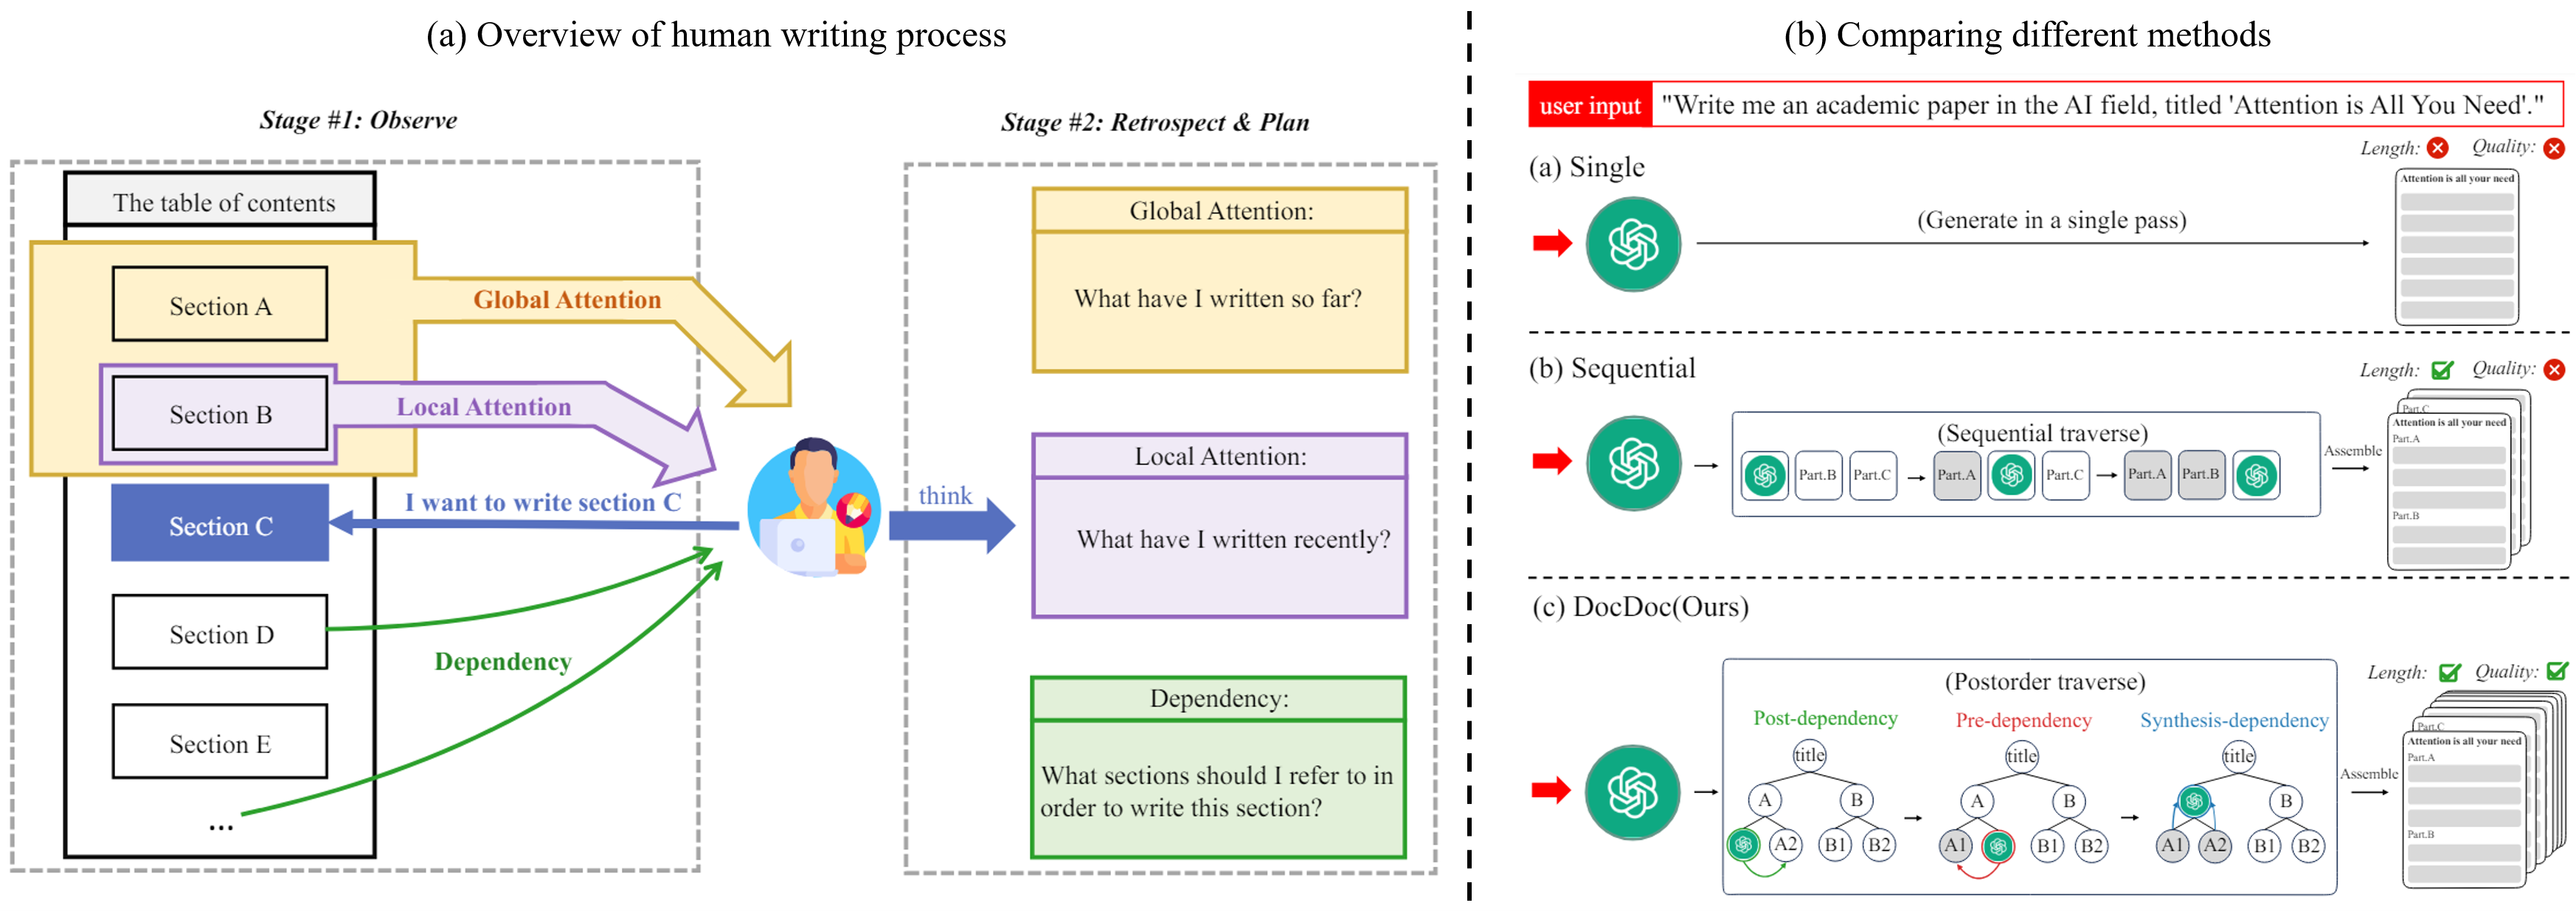 (a) Overview of human writing process
Stage #1: Observe
Stage #2: Retrospect & Plan
The table of contents
Section A
Section B
Section C
Section D
Section E
...
Global Attention
Local Attention
I want to write section C
Dependency
think
Global Attention:
What have I written so far?
Local Attention:
What have I written recently?
Dependency:
What sections should I refer to in
order to write this section?
(b) Comparing different methods
user input
"Write me an academic paper in the AI field, titled 'Attention is All You Need'."
(a) Single
Length:
Quality:
(Generate in a single pass)
Attention is all your need
(b) Sequential
Length:
Quality:
(Sequential traverse)
Part.B
Part.C
Part.A
Part.C
Part.A
Part.B
Assemble
Part.C
Attention is all your need
Part.A
Part.B
(c) DocDoc(Ours)
Length:
Quality:
(Postorder traverse)
Post-dependency
Pre-dependency
Synthesis-dependency
title
A
B
A2
B1
B2
title
A
B
A1
B1
B2
title
B
A1
A2
B1
B2
Assemble
Part.C
Attention is all your need
Part.A
Part.B